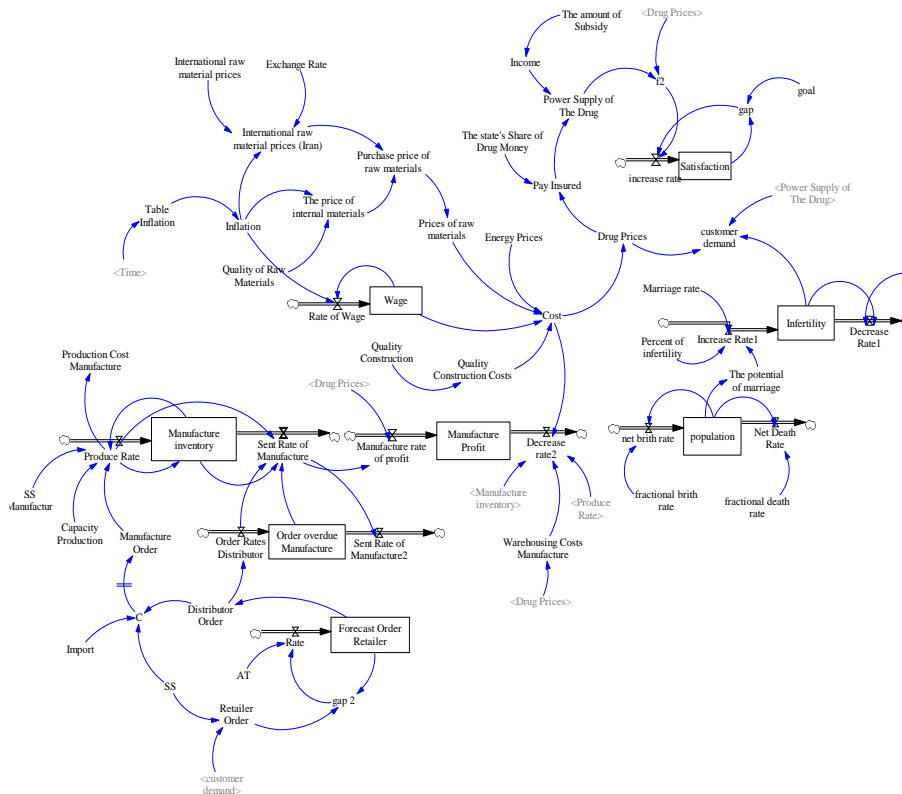 The amount of
Subsidy
<Drug Prices>
International raw
material prices
Exchange Rate
Income
f2
goal
Power Supply of
The Drug
gap
International raw
material prices (Iran)
The state's Share of
Drug Money
Purchase price of
raw materials
Satisfaction
increase rate
Pay Insured
<Power Supply of
The Drug>
Table
Inflation
Inflation
The price of
internal materials
Prices of raw
materials
Energy Prices
Drug Prices
customer
demand
<Time>
Quality of Raw
Materials
Wage
Rate of Wage
Cost
Marriage rate
Infertility
Increase Rate1
Decrease
Rate1
Percent of
infertility
Production Cost
Manufacture
Quality
Construction
Quality
Construction Costs
The potential
of marriage
<Drug Prices>
Manufacture
inventory
Produce Rate
Sent Rate of
Manufacture
Manufacture rate
of profit
Manufacture
Profit
Decrease
rate2
net brith rate
population
Net Death
Rate
SS
Manufactur
Capacity
Production
<Manufacture
inventory>
<Produce
Rate>
fractional brith
rate
fractional death
rate
Manufacture
Order
Order Rates
Distributor
Order overdue
Manufacture
Sent Rate of
Manufacture2
Warehousing Costs
Manufacture
<Drug Prices>
Distributor
Order
C
Import
Rate
Forecast Order
Retailer
AT
SS
gap 2
Retailer
Order
<customer
demand>